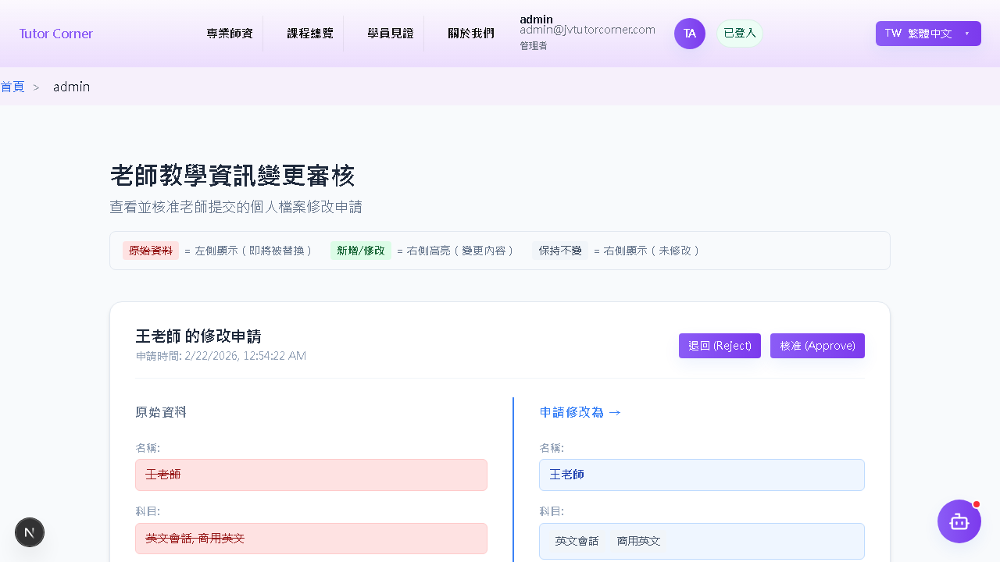 Tutor Corner
專業師資
課程總覽
學員見證
關於我們
admin
admin@jvtutorcorner.com
管理者
TA
已登入
TW 繁體中文 ▾
首頁 > admin
老師教學資訊變更審核
查看並核准老師提交的個人檔案修改申請
原始資料 = 左側顯示（即將被替換） 新增/修改 = 右側高亮（變更內容） 保持不變 = 右側顯示（未修改）
王老師 的修改申請
申請時間: 2/22/2026, 12:54:22 AM
退回 (Reject)
核准 (Approve)
原始資料
名稱:
王老師
科目:
英文會話, 商用英文
申請修改為 →
名稱:
王老師
科目:
英文會話 商用英文
N